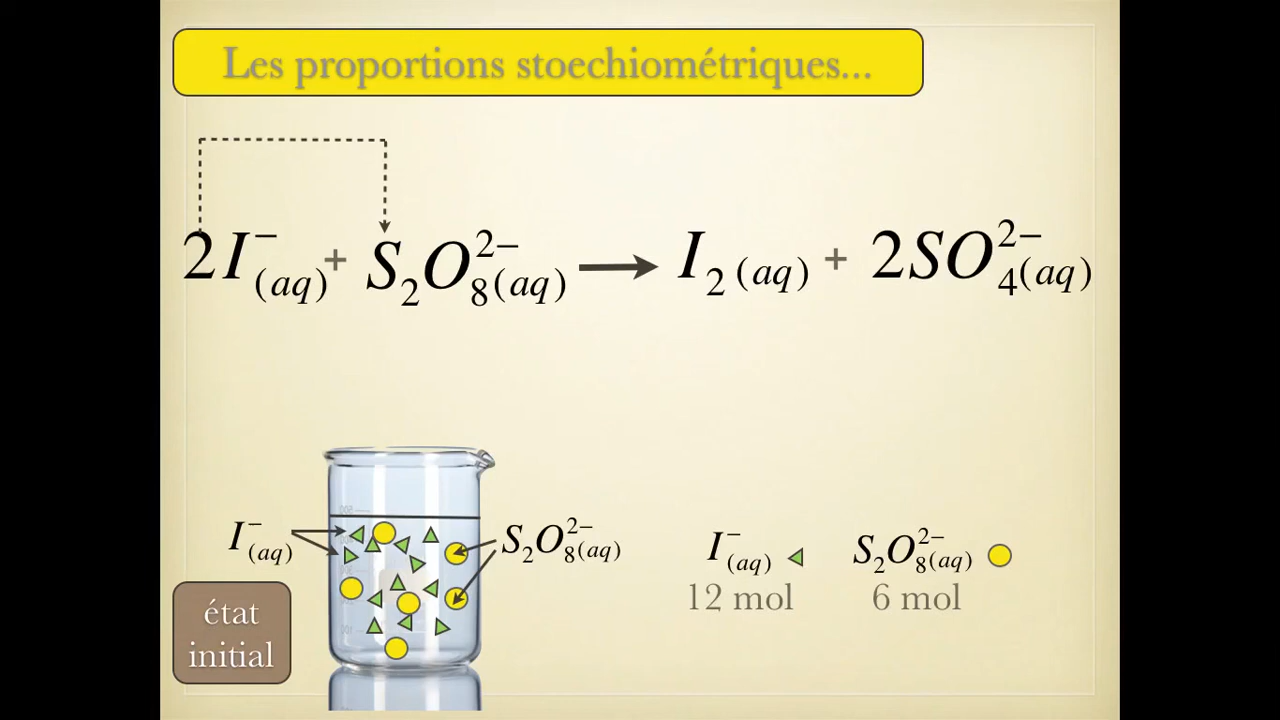 Les proportions stoechiométriques...
2I⁻(aq) + S₂O₈²⁻(aq) → I₂(aq) + 2SO₄²⁻(aq)
I⁻(aq)
S₂O₈²⁻(aq)
I⁻(aq) S₂O₈²⁻(aq)
12 mol 6 mol
état
initial